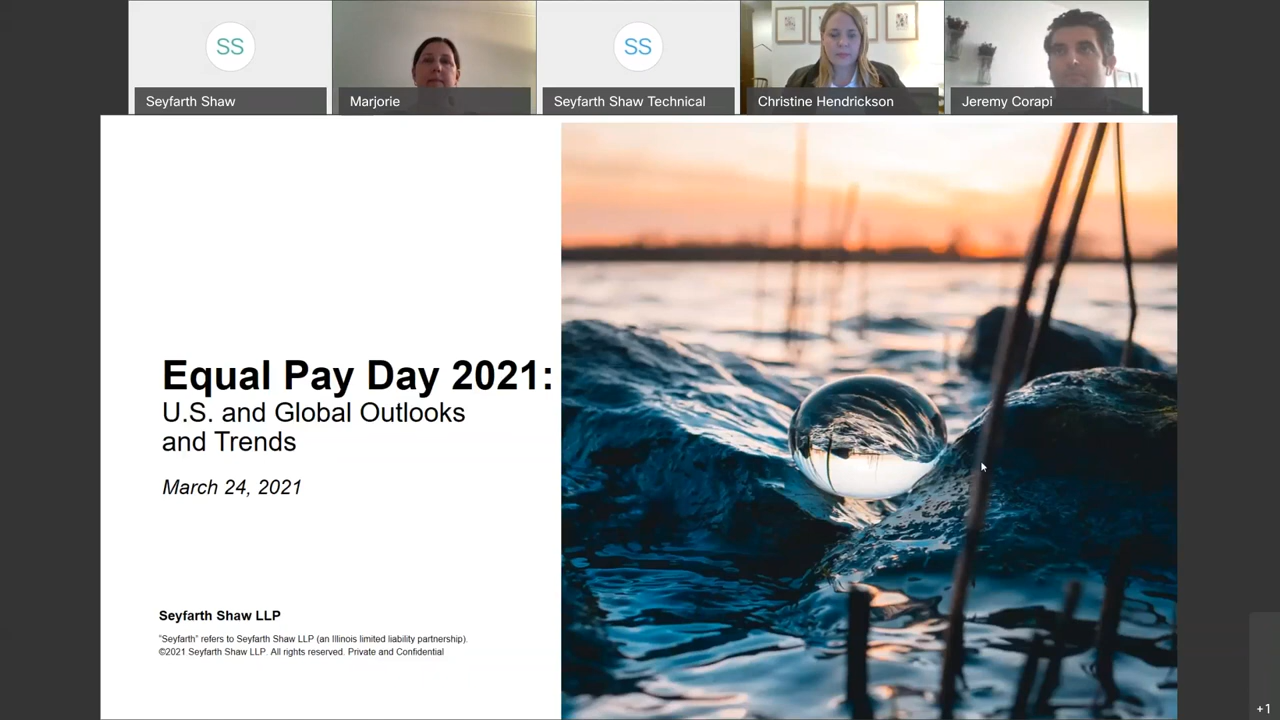 SS
Seyfarth Shaw
Marjorie
SS
Seyfarth Shaw Technical
Christine Hendrickson
Jeremy Corapi
Equal Pay Day 2021:
U.S. and Global Outlooks
and Trends
March 24, 2021
Seyfarth Shaw LLP
"Seyfarth" refers to Seyfarth Shaw LLP (an Illinois limited liability partnership).
©2021 Seyfarth Shaw LLP. All rights reserved. Private and Confidential
+1